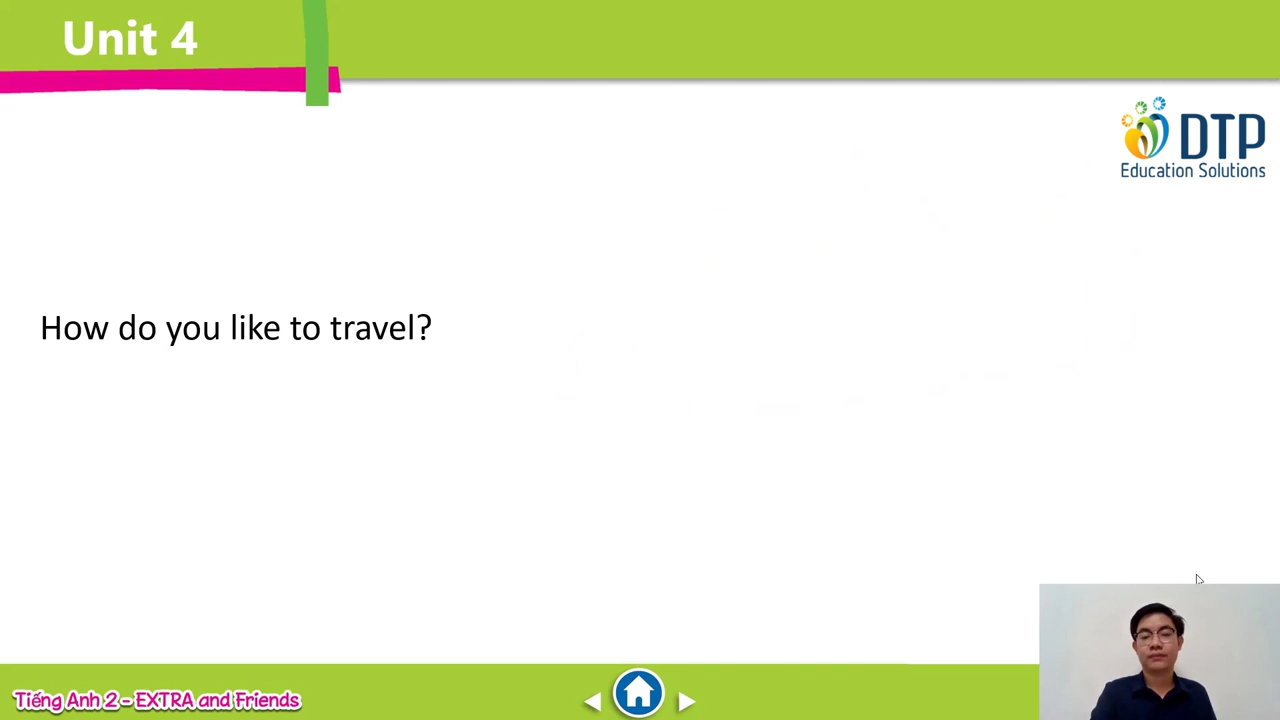 Unit 4
DTP
Education Solutions
How do you like to travel?
Tiếng Anh 2 - EXTRA and Friends